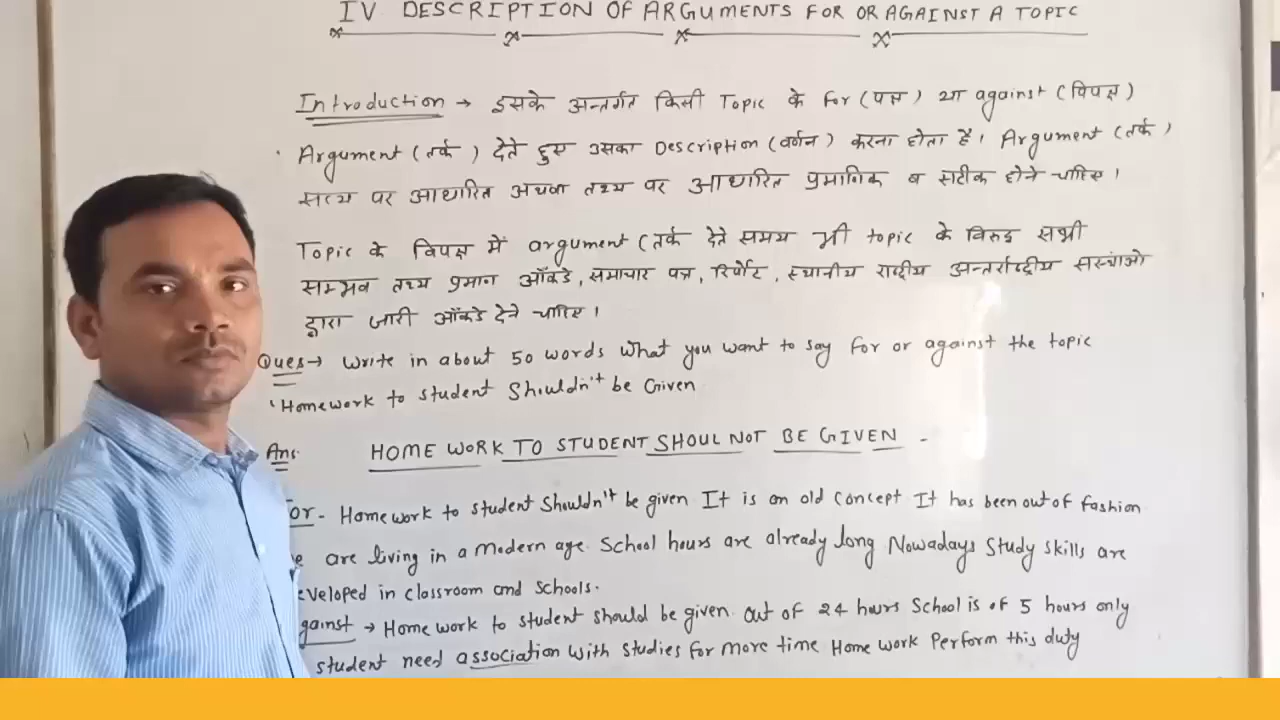 IV. DESCRIPTION OF ARGUMENTS FOR OR AGAINST A TOPIC
Introduction → इसके अन्तर्गत किसी Topic के for (पक्ष) या against (विपक्ष)
Argument (तर्क) देते हुए उसका Description (वर्णन) करना होता है। Argument (तर्क)
सत्य पर आधारित अथवा तथ्य पर आधारित प्रमाणिक व सटीक होने चाहिए।
Topic के विपक्ष में argument (तर्क देते समय भी topic के विरुद्ध सभी
सम्भव तथ्य प्रमान आँकडे, समाचार पत्र, रिर्पोट, स्थानीय राष्ट्रीय अन्तर्राष्ट्रीय सस्थाओ
द्वारा जारी आँकडे देने चाहिए।
Ques → Write in about 50 words what you want to say for or against the topic
'Homework to student Shouldn't be Given
Ans. HOME WORK TO STUDENT SHOUL NOT BE GIVEN -
or - Home work to student shouldn't be given It is an old concept It has been out of fashion
e are living in a modern age. School hours are already long Nowadays Study skills are
eveloped in classroom and schools.
gainst → Home work to student should be given. Out of 24 hours School is of 5 hours only
student need association with studies for more time Home work Perform this duty